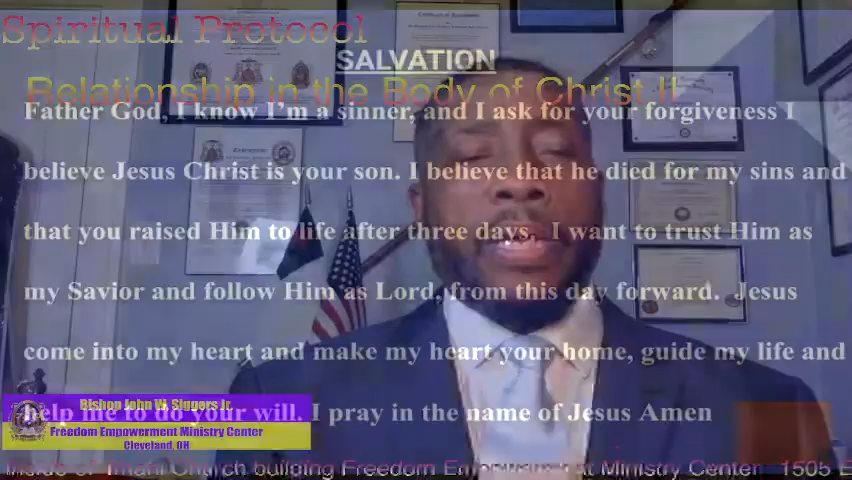 Spiritual Protocol
SALVATION
Relationship in the Body of Christ II
Father God, I know I'm a sinner, and I ask for your forgiveness I
believe Jesus Christ is your son. I believe that he died for my sins and
that you raised Him to life after three days. I want to trust Him as
my Savior and follow Him as Lord, from this day forward. Jesus
come into my heart and make my heart your home, guide my life and
help me to do your will. I pray in the name of Jesus Amen
Bishop John W. Siggers Jr.
Freedom Empowerment Ministry Center
Cleveland, OH
Church building Freedom Empowerment Ministry Center 1505 E